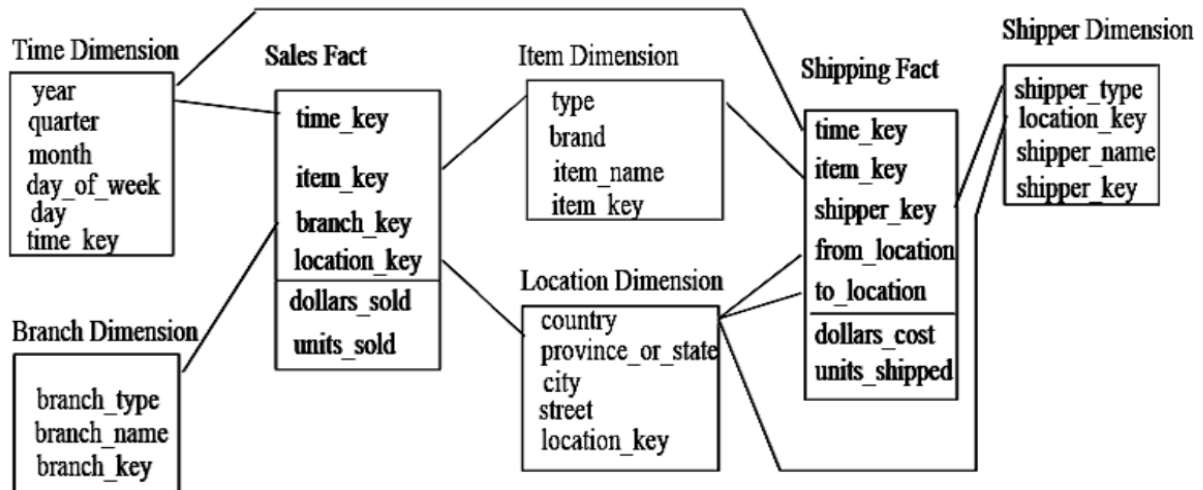 Time Dimension
year
quarter
month
day_of_week
day
time_key
Branch Dimension
branch_type
branch_name
branch_key
Sales Fact
time_key
item_key
branch_key
location_key
dollars_sold
units_sold
Item Dimension
type
brand
item_name
item_key
Location Dimension
country
province_or_state
city
street
location_key
Shipping Fact
time_key
item_key
shipper_key
from_location
to_location
dollars_cost
units_shipped
Shipper Dimension
shipper_type
location_key
shipper_name
shipper_key